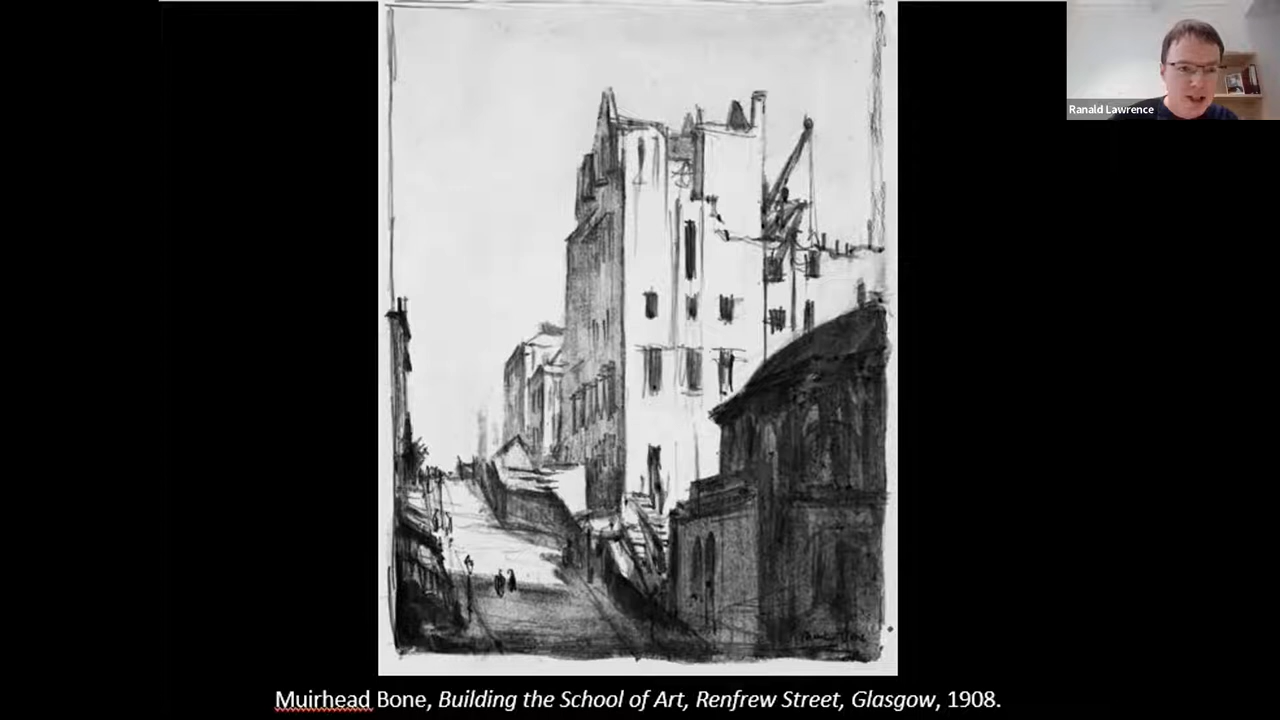 Ranald Lawrence
Muirhead Bone, Building the School of Art, Renfrew Street, Glasgow, 1908.